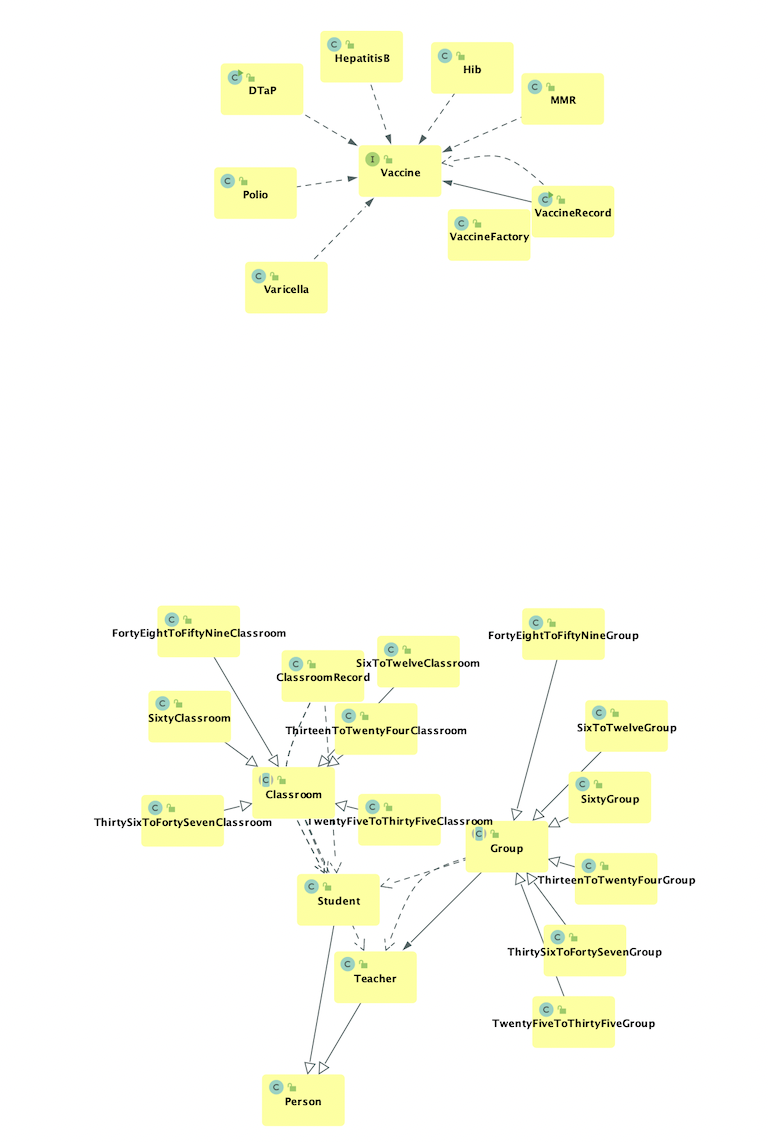 HepatitisB
Hib
DTaP
MMR
Vaccine
Polio
VaccineRecord
VaccineFactory
Varicella
FortyEightToFiftyNineClassroom
FortyEightToFiftyNineGroup
SixToTwelveClassroom
ClassroomRecord
SixtyClassroom
SixToTwelveGroup
ThirteenToTwentyFourClassroom
Classroom
SixtyGroup
ThirtySixToFortySevenClassroom
TwentyFiveToThirtyFiveClassroom
Group
ThirteenToTwentyFourGroup
Student
ThirtySixToFortySevenGroup
Teacher
TwentyFiveToThirtyFiveGroup
Person